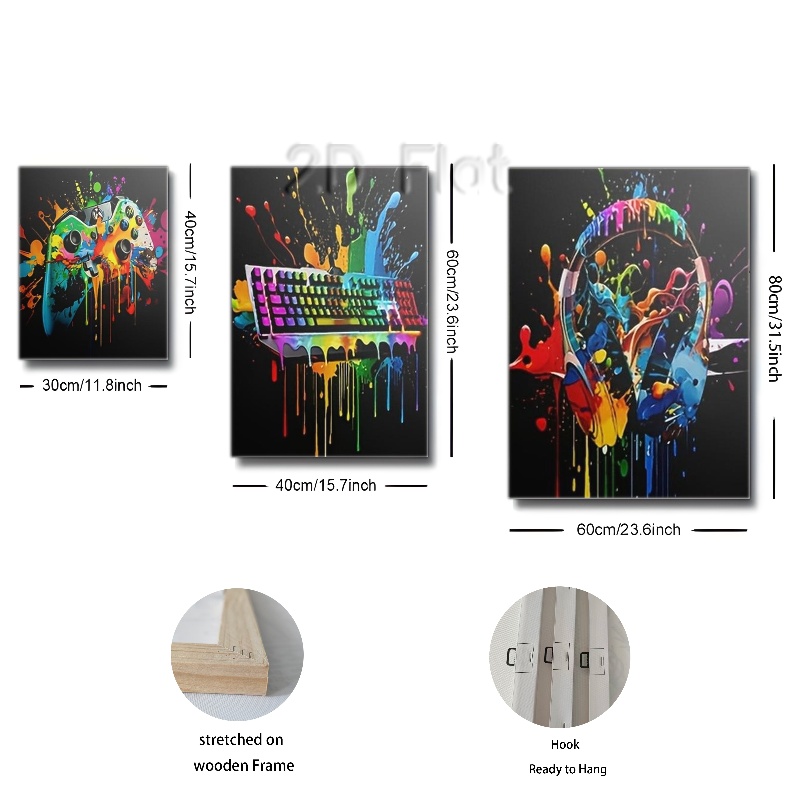 2D Flat
40cm/15.7inch
30cm/11.8inch
60cm/23.6inch
40cm/15.7inch
80cm/31.5inch
60cm/23.6inch
stretched on
wooden Frame
Hook
Ready to Hang